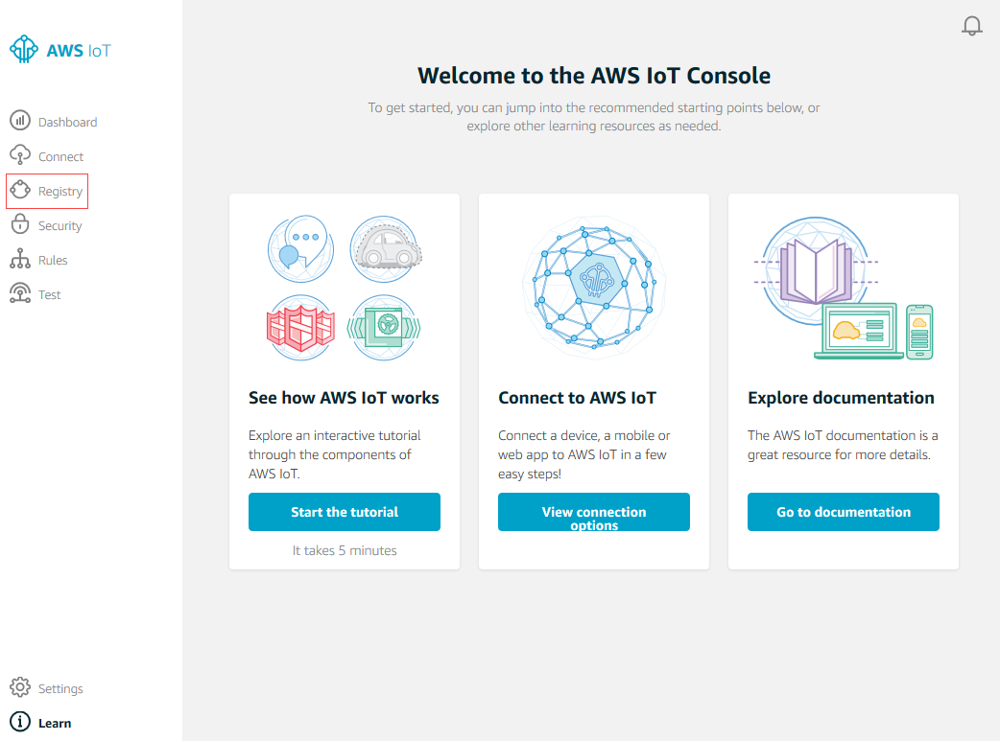 AWS IoT
Dashboard
Connect
Registry
Security
Rules
Test
Settings
Learn
Welcome to the AWS IoT Console
To get started, you can jump into the recommended starting points below, or
explore other learning resources as needed.
See how AWS IoT works
Explore an interactive tutorial
through the components of
AWS IoT.
Start the tutorial
It takes 5 minutes
Connect to AWS IoT
Connect a device, a mobile or
web app to AWS IoT in a few
easy steps!
View connection
options
Explore documentation
The AWS IoT documentation is a
great resource for more details.
Go to documentation